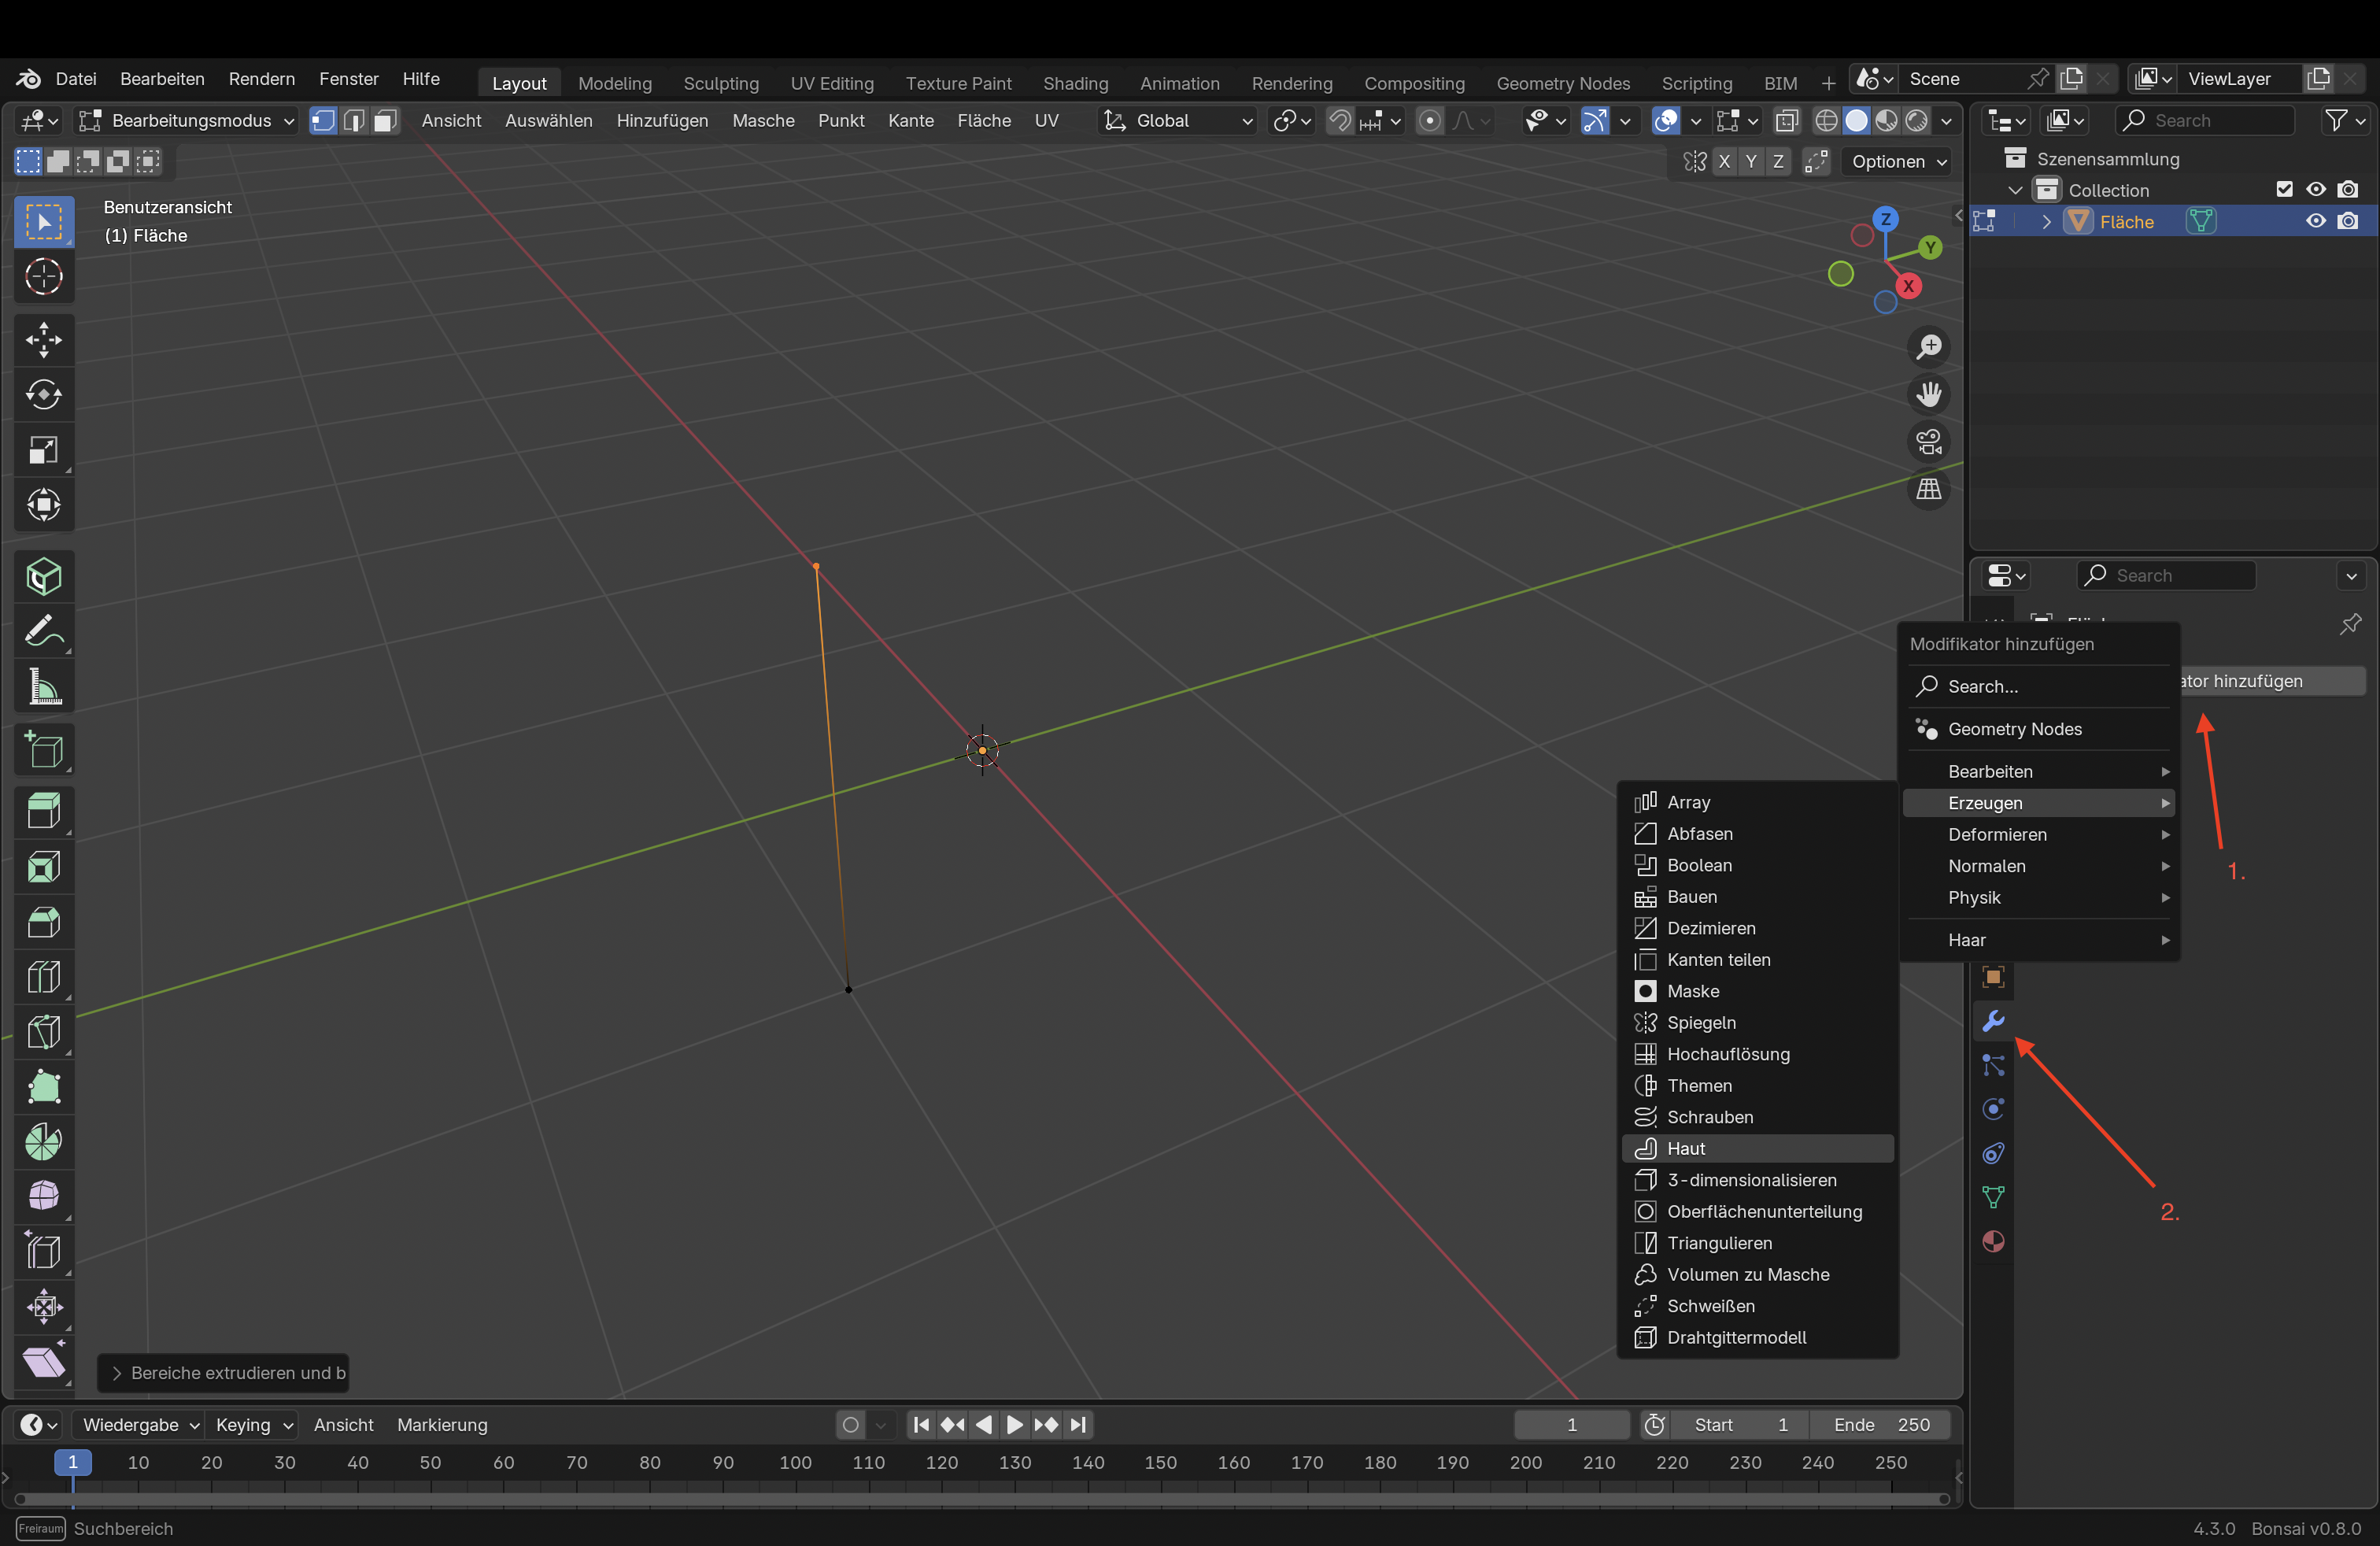 Datei Bearbeiten Rendern Fenster Hilfe Layout Modeling Sculpting UV Editing Texture Paint Shading Animation Rendering Compositing Geometry Nodes Scripting BIM + Scene ViewLayer
Bearbeitungsmodus Ansicht Auswählen Hinzufügen Masche Punkt Kante Fläche UV Global Search
X Y Z Optionen
Szenensammlung
Collection
Fläche
Benutzeransicht
(1) Fläche
Z
Y
X
Search
Modifikator hinzufügen
Search...
ator hinzufügen
Geometry Nodes
Bearbeiten
Erzeugen
Deformieren
Normalen
Physik
Haar
1.
2.
Array
Abfasen
Boolean
Bauen
Dezimieren
Kanten teilen
Maske
Spiegeln
Hochauflösung
Themen
Schrauben
Haut
3-dimensionalisieren
Oberflächenunterteilung
Triangulieren
Volumen zu Masche
Schweißen
Drahtgittermodell
Bereiche extrudieren und b
Wiedergabe Keying Ansicht Markierung 1 Start 1 Ende 250
1 10 20 30 40 50 60 70 80 90 100 110 120 130 140 150 160 170 180 190 200 210 220 230 240 250
Freiraum Suchbereich 4.3.0 Bonsai v0.8.0